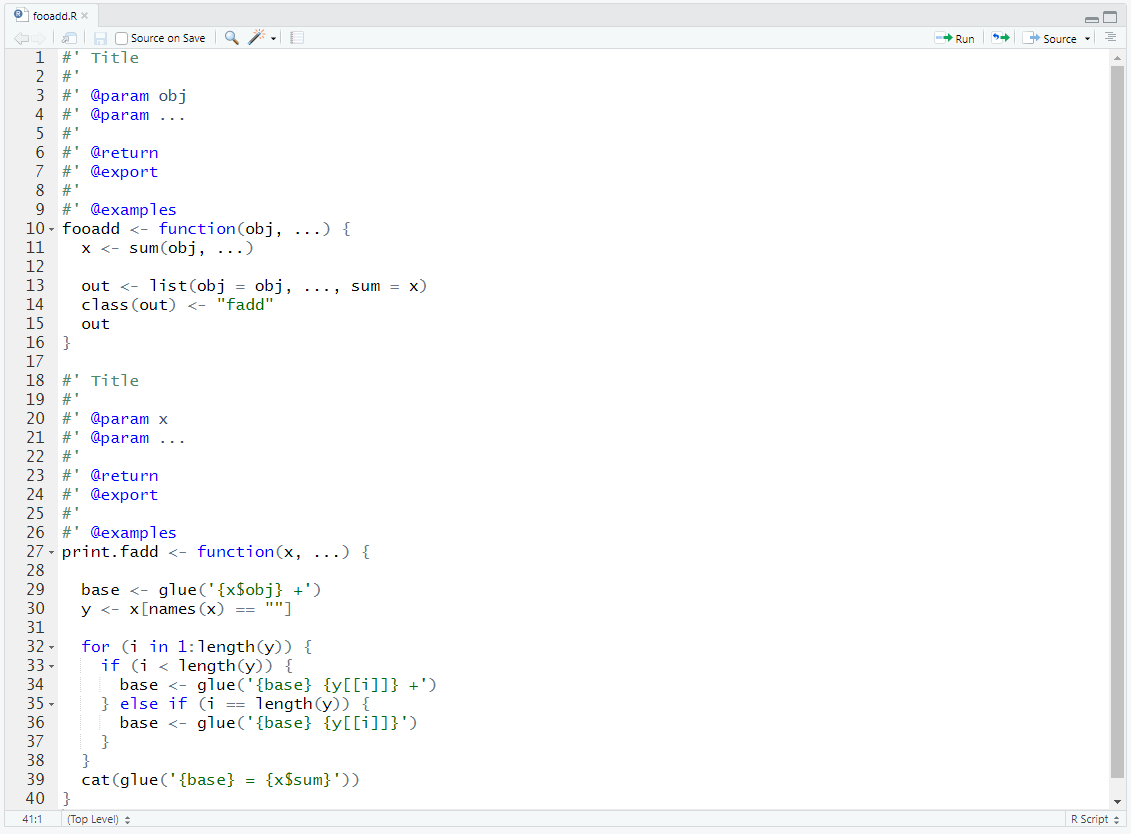 fooadd.R
Source on Save
Run
Source
1 #' Title
2 #'
3 #' @param obj
4 #' @param ...
5 #'
6 #' @return
7 #' @export
8 #'
9 #' @examples
10 fooadd <- function(obj, ...) {
11   x <- sum(obj, ...)
12
13   out <- list(obj = obj, ..., sum = x)
14   class(out) <- "fadd"
15   out
16 }
17
18 #' Title
19 #'
20 #' @param x
21 #' @param ...
22 #'
23 #' @return
24 #' @export
25 #'
26 #' @examples
27 print.fadd <- function(x, ...) {
28
29   base <- glue('{x$obj} +')
30   y <- x[names(x) == ""]
31
32   for (i in 1:length(y)) {
33     if (i < length(y)) {
34       base <- glue('{base} {y[[i]]} +')
35     } else if (i == length(y)) {
36       base <- glue('{base} {y[[i]]}')
37     }
38   }
39   cat(glue('{base} = {x$sum}'))
40 }
41:1 (Top Level) R Script